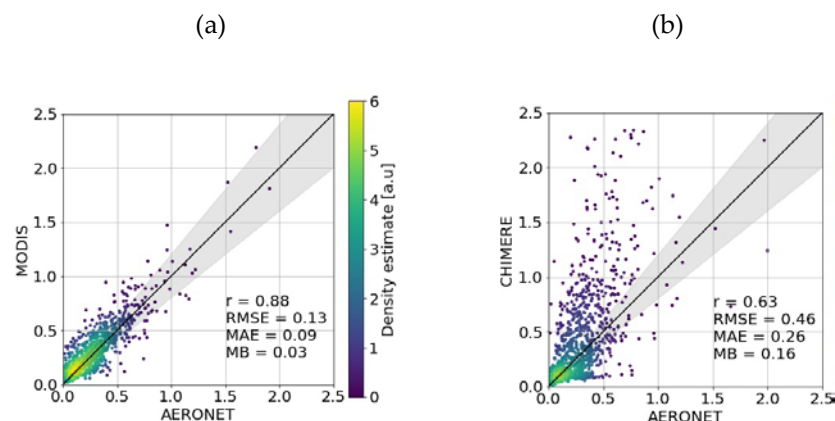 (a)
(b)
2.5
2.0
1.5
1.0
0.5
0.0
MODIS
r = 0.88
RMSE = 0.13
MAE = 0.09
MB = 0.03
0.0 0.5 1.0 1.5 2.0 2.5
AERONET
6
5
4
3
2
1
0
Density estimate [a.u]
2.5
2.0
1.5
1.0
0.5
0.0
CHIMERE
r = 0.63
RMSE = 0.46
MAE = 0.26
MB = 0.16
0.0 0.5 1.0 1.5 2.0 2.5
AERONET